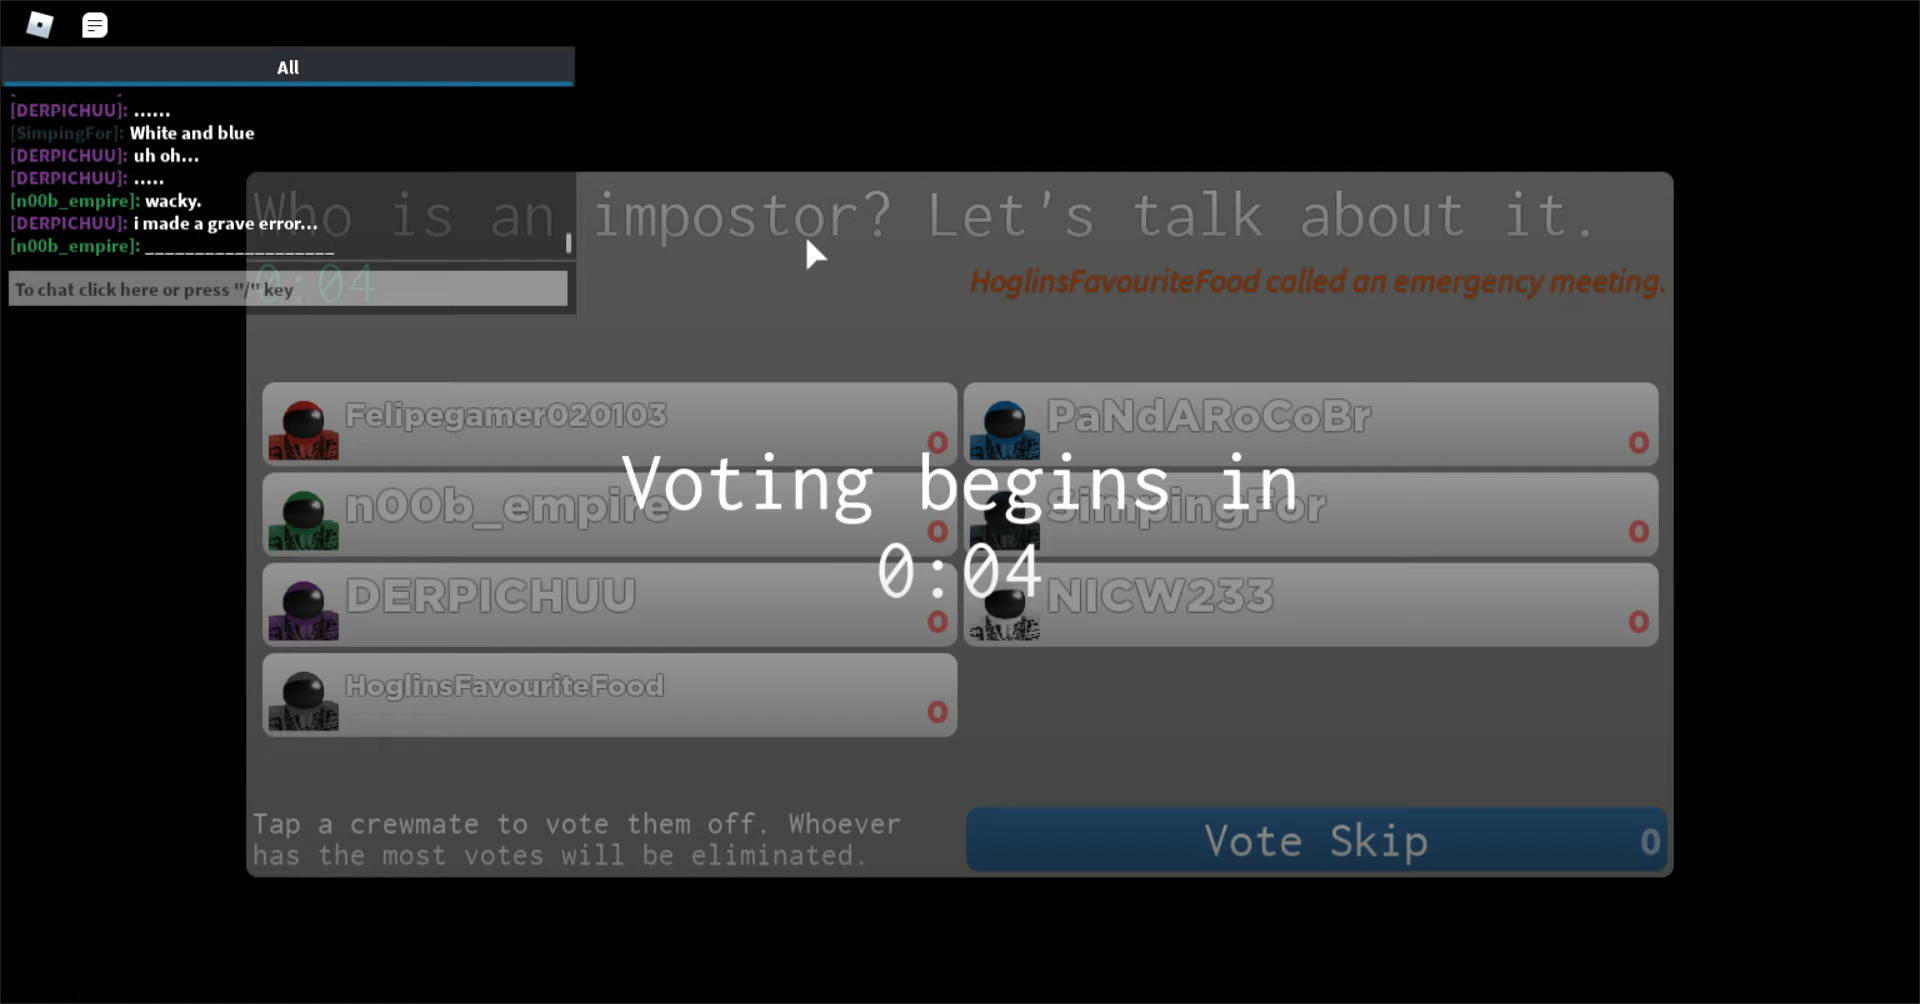 All
[DERPICHUU]: ......
[SimpingFor]: White and blue
[DERPICHUU]: uh oh...
[DERPICHUU]: .....
[n00b_empire]: wacky.
[DERPICHUU]: i made a grave error...
[n00b_empire]: ___________________
To chat click here or press "/" key
Who is an impostor? Let's talk about it.
0:04
HoglinsFavouriteFood called an emergency meeting.
Felipegamer020103
0
PaNdARoCoBr
0
Voting begins in
0:04
n00b_empire
0
SimpingFor
0
DERPICHUU
0
NICW233
0
HoglinsFavouriteFood
0
Tap a crewmate to vote them off. Whoever
has the most votes will be eliminated.
Vote Skip
0